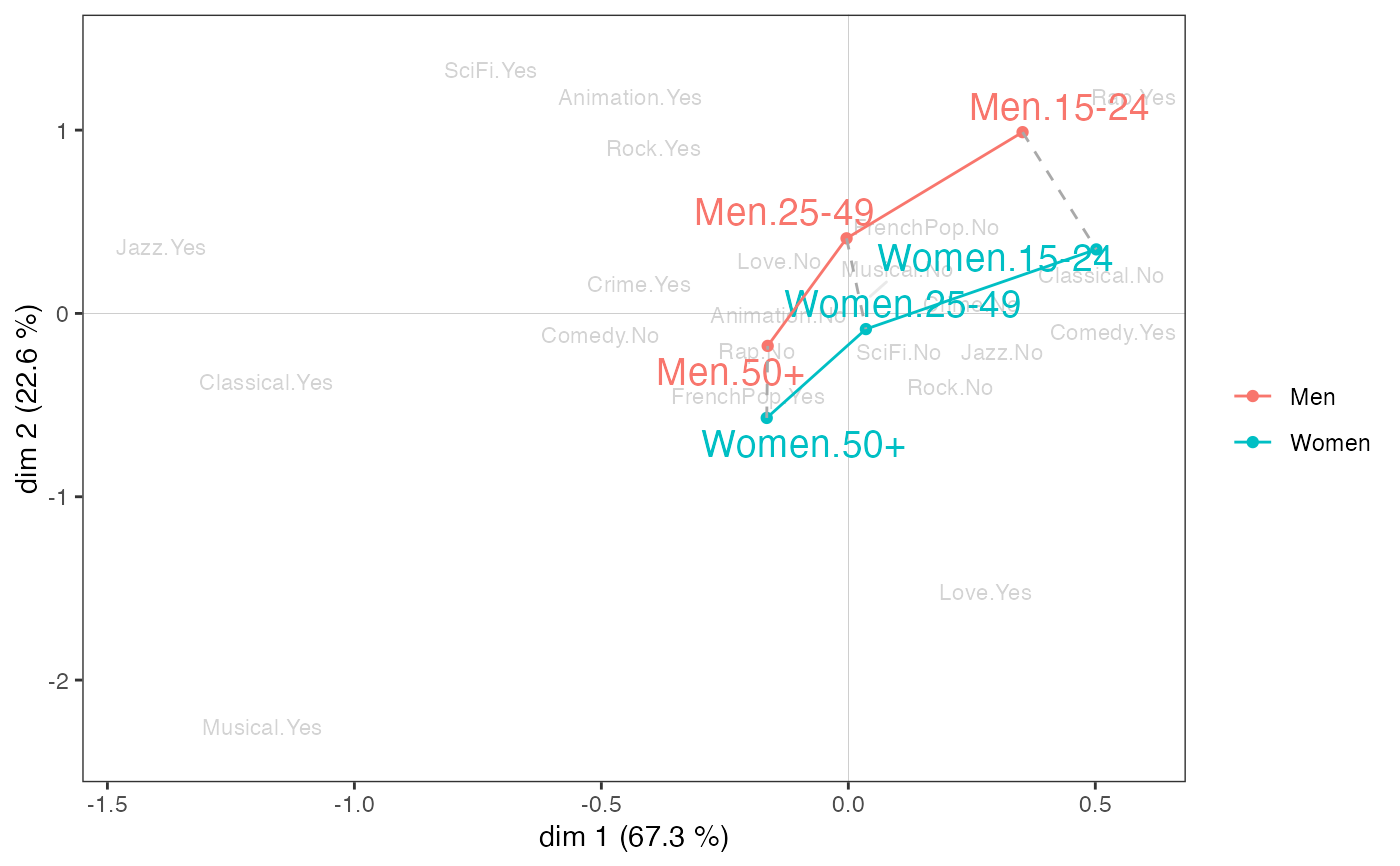 SciFi.Yes
Animation.Yes
Rap.Yes
Men.15-24
Rock.Yes
Men.25-49
FrenchPop.No
Jazz.Yes
Love.No
Women.15-24
Musical.No
Classical.No
Crime.Yes
Women.25-49
Crime.No
Animation.No
Comedy.No
Comedy.Yes
Rap.No
SciFi.No
Jazz.No
Men.50+
Classical.Yes
Rock.No
FrenchPop.Yes
Women.50+
Love.Yes
Musical.Yes
1
0
-1
-2
dim 2 (22.6 %)
-1.5
-1.0
-0.5
0.0
0.5
dim 1 (67.3 %)
Men
Women